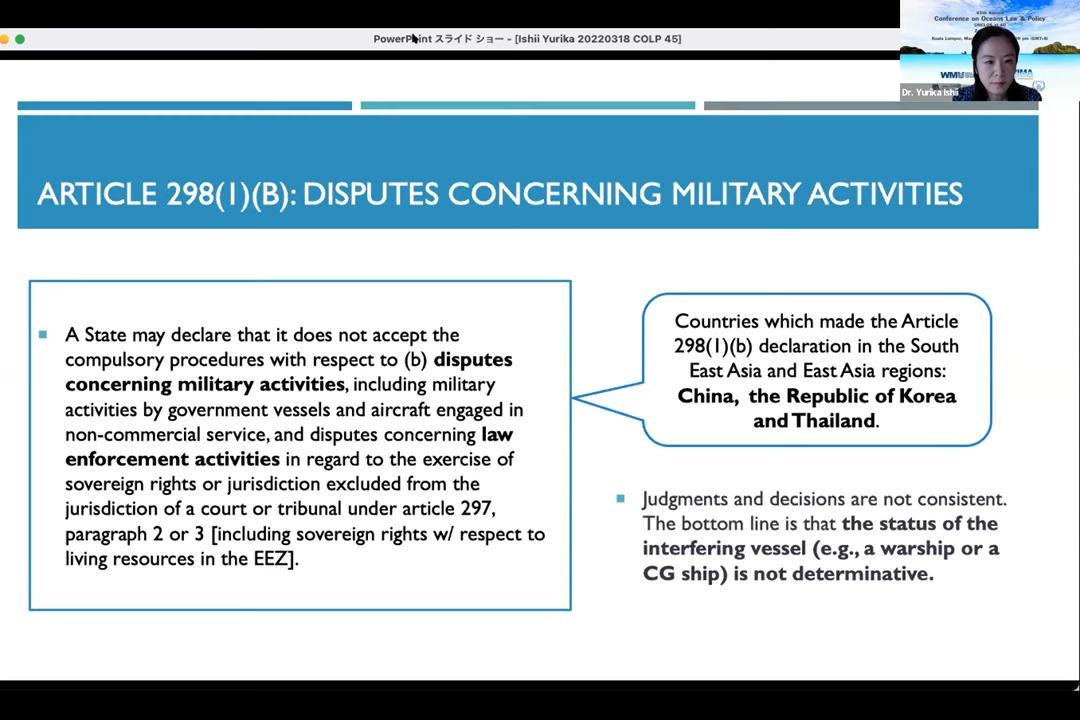 PowerPoint スライド ショー - [Ishii Yurika 20220318 COLP 45]
45th Annual
Conference on Oceans Law & Policy
WMU
IMA
Dr. Yurika Ishii
ARTICLE 298(1)(B): DISPUTES CONCERNING MILITARY ACTIVITIES
A State may declare that it does not accept the
compulsory procedures with respect to (b) disputes
concerning military activities, including military
activities by government vessels and aircraft engaged in
non-commercial service, and disputes concerning law
enforcement activities in regard to the exercise of
sovereign rights or jurisdiction excluded from the
jurisdiction of a court or tribunal under article 297,
paragraph 2 or 3 [including sovereign rights w/ respect to
living resources in the EEZ].
Countries which made the Article
298(1)(b) declaration in the South
East Asia and East Asia regions:
China, the Republic of Korea
and Thailand.
Judgments and decisions are not consistent.
The bottom line is that the status of the
interfering vessel (e.g., a warship or a
CG ship) is not determinative.